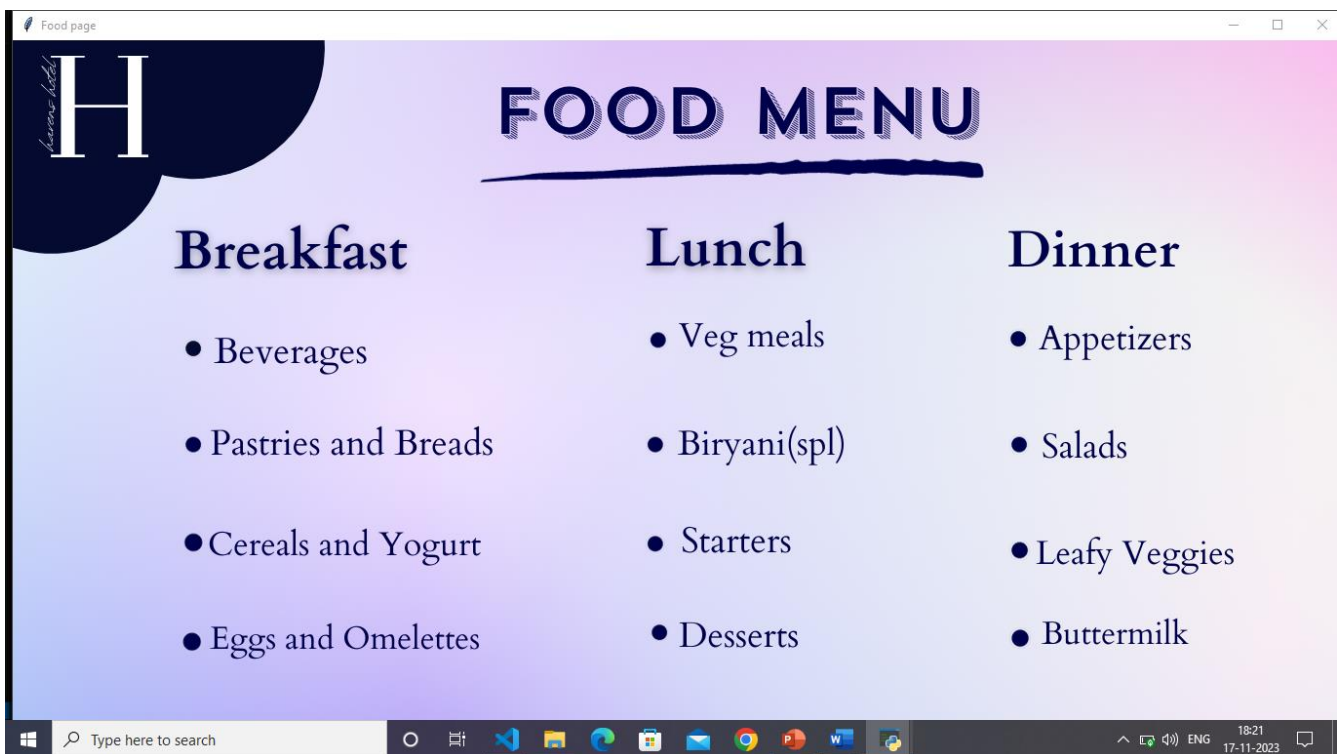 Food page
havens hotel
H
FOOD MENU
Breakfast
Beverages
Pastries and Breads
Cereals and Yogurt
Eggs and Omelettes
Lunch
Veg meals
Biryani(spl)
Starters
Desserts
Dinner
Appetizers
Salads
Leafy Veggies
Buttermilk
Type here to search
ENG
18:21
17-11-2023